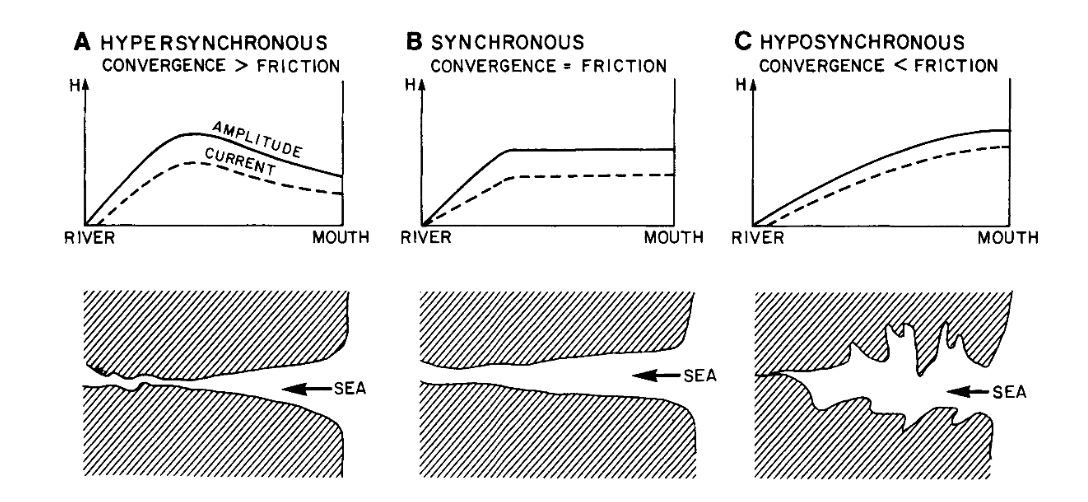 A HYPERSYNCHRONOUS
CONVERGENCE > FRICTION
H
AMPLITUDE
CURRENT
RIVER MOUTH
SEA
B SYNCHRONOUS
CONVERGENCE = FRICTION
H
RIVER MOUTH
SEA
C HYPOSYNCHRONOUS
CONVERGENCE < FRICTION
H
RIVER MOUTH
SEA